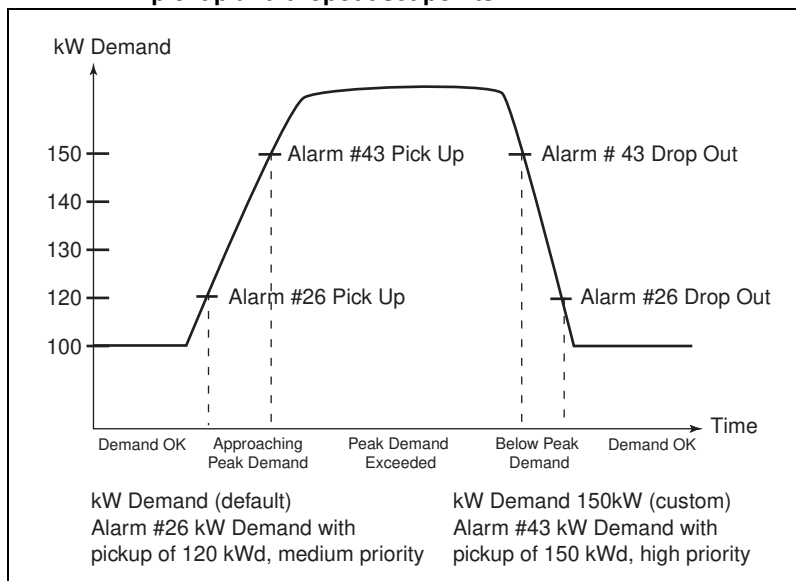 kW Demand
150
Alarm #43 Pick Up
Alarm # 43 Drop Out
140
130
120
Alarm #26 Pick Up
Alarm #26 Drop Out
100
Time
Demand OK
Approaching
Peak Demand
Peak Demand
Exceeded
Below Peak
Demand
Demand OK
kW Demand (default)
Alarm #26 kW Demand with
pickup of 120 kWd, medium priority
kW Demand 150kW (custom)
Alarm #43 kW Demand with
pickup of 150 kWd, high priority